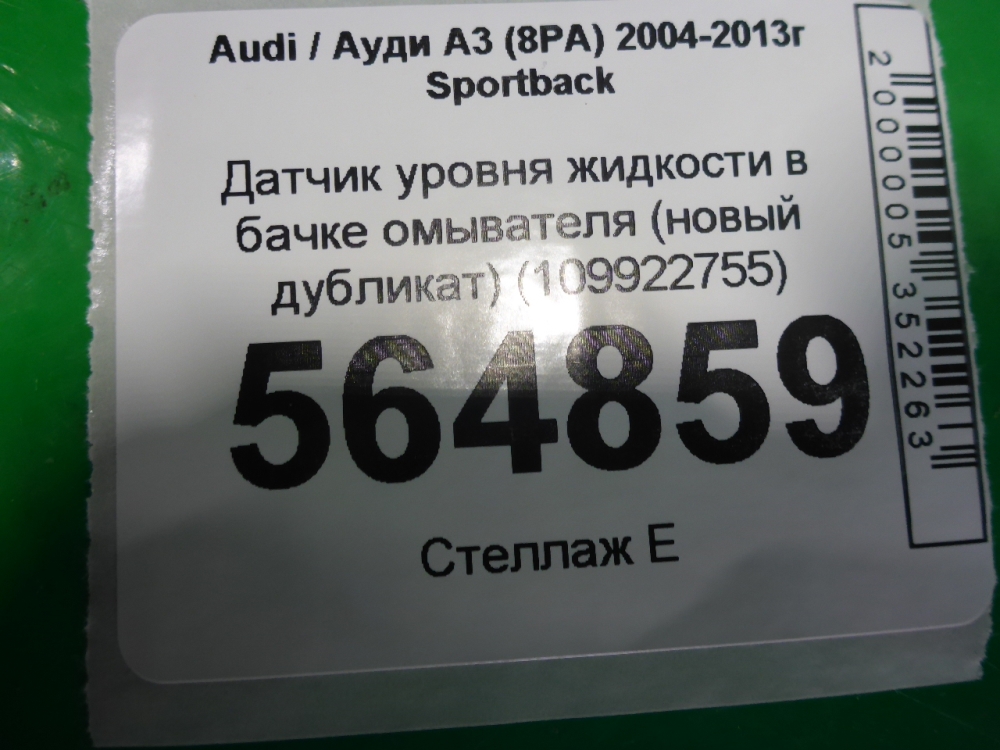 Audi / Ауди А3 (8PA) 2004-2013г
Sportback
Датчик уровня жидкости в
бачке омывателя (новый
дубликат) (109922755)
564859
Стеллаж Е
2000005352263